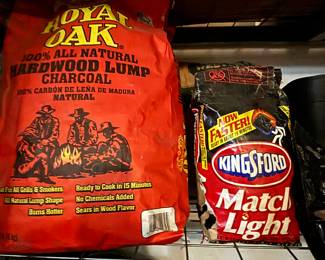 ROYAL
OAK
100% ALL NATURAL
HARDWOOD LUMP
CHARCOAL
100% CARBÓN DE LEÑA DE MADURA
NATURAL
For All Grills & Smokers
All Natural Lump Shape
Burns Hotter
Ready to Cook in 15 Minutes
No Chemicals Added
Sears in Wood Flavor
NOW
FASTER!
KINGSFORD
Match
Light